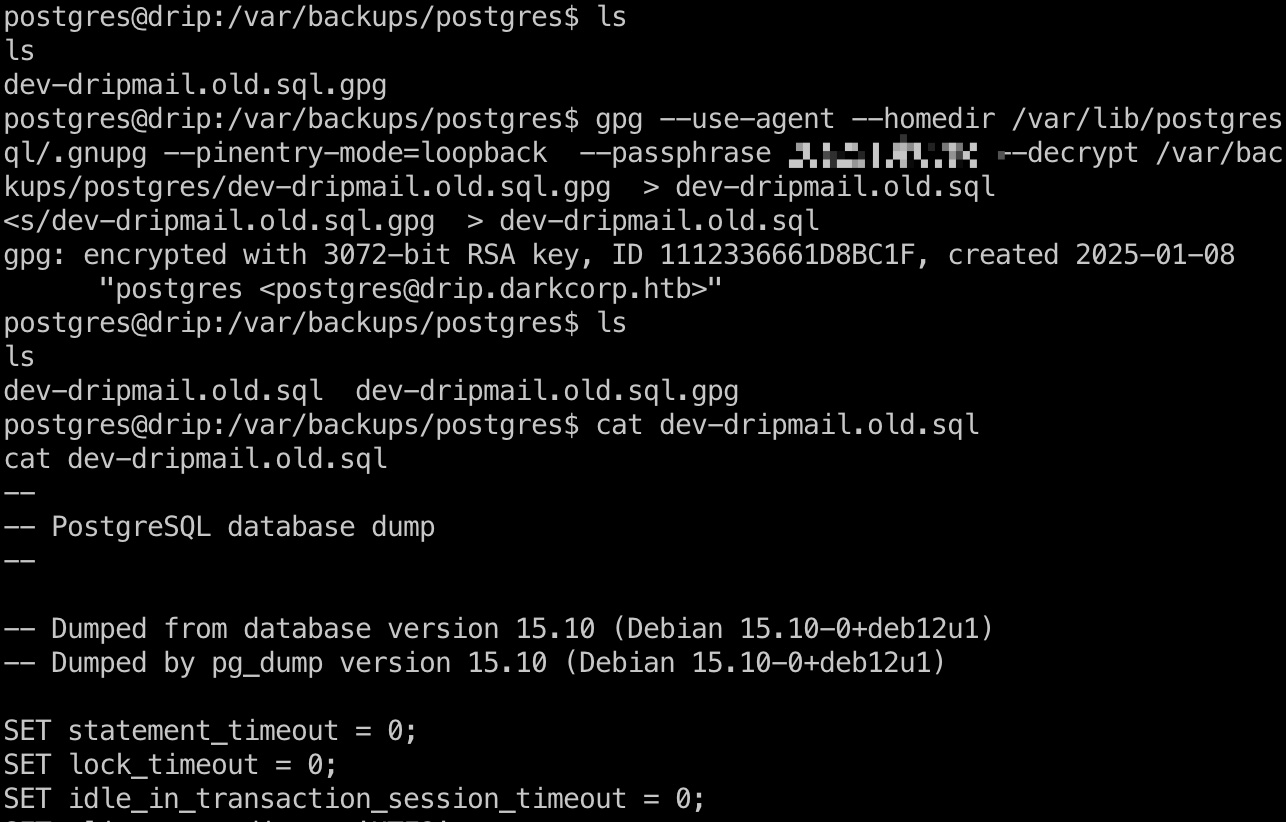 postgres@drip:/var/backups/postgres$ ls
ls
dev-dripmail.old.sql.gpg
postgres@drip:/var/backups/postgres$ gpg --use-agent --homedir /var/lib/postgres
ql/.gnupg --pinentry-mode=loopback  --passphrase --decrypt /var/bac
kups/postgres/dev-dripmail.old.sql.gpg  > dev-dripmail.old.sql
<s/dev-dripmail.old.sql.gpg  > dev-dripmail.old.sql
gpg: encrypted with 3072-bit RSA key, ID 1112336661D8BC1F, created 2025-01-08
      "postgres <postgres@drip.darkcorp.htb>"
postgres@drip:/var/backups/postgres$ ls
ls
dev-dripmail.old.sql  dev-dripmail.old.sql.gpg
postgres@drip:/var/backups/postgres$ cat dev-dripmail.old.sql
cat dev-dripmail.old.sql
--
-- PostgreSQL database dump
--

-- Dumped from database version 15.10 (Debian 15.10-0+deb12u1)
-- Dumped by pg_dump version 15.10 (Debian 15.10-0+deb12u1)

SET statement_timeout = 0;
SET lock_timeout = 0;
SET idle_in_transaction_session_timeout = 0;